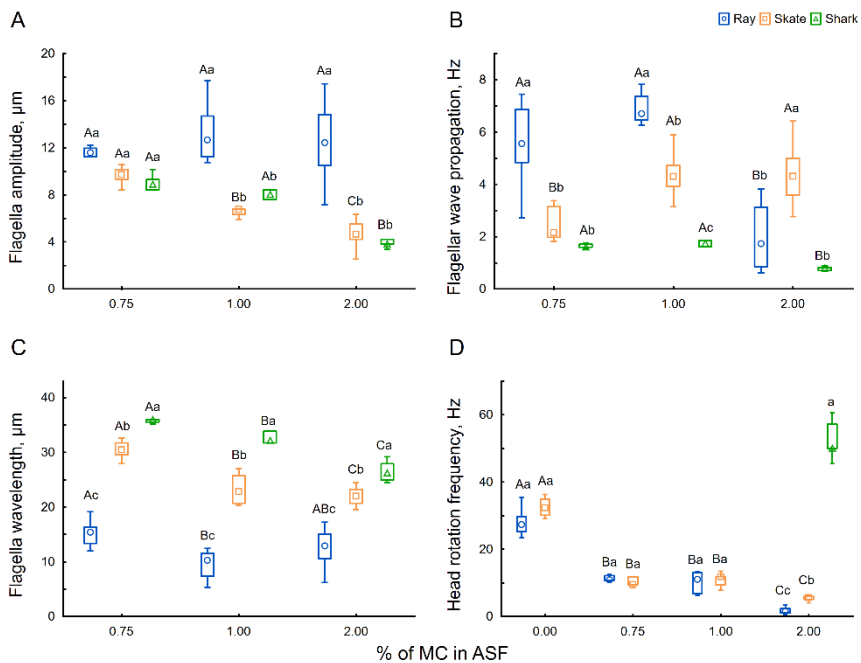 A
B
Ray Skate Shark
Flagella amplitude, µm
20
16
12
8
4
0
Aa Aa Aa
Aa Bb Ab
Aa Cb Bb
0.75 1.00 2.00
Flagellar wave propagation, Hz
8
6
4
2
0
Aa Bb Ab
Aa Ab Ac
Bb Aa Bb
0.75 1.00 2.00
C
D
Flagella wavelength, µm
40
30
20
10
0
Ac Ab Aa
Bc Bb Ba
ABc Cb Ca
0.75 1.00 2.00
Head rotation frequency, Hz
60
40
20
0
Aa Aa
Ba Ba
Ba Ba
Cc Cb a
0.00 0.75 1.00 2.00
% of MC in ASF